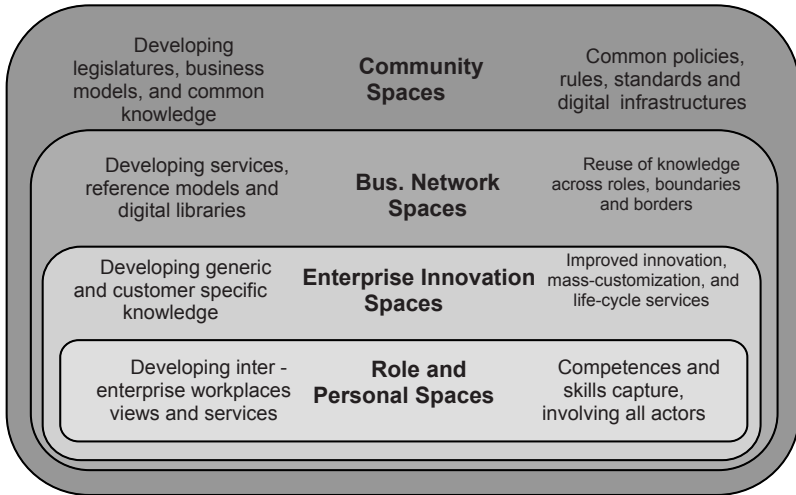 Developing
legislatures, business
models, and common
knowledge
Community
Spaces
Common policies,
rules, standards and
digital infrastructures
Developing services,
reference models and
digital libraries
Bus. Network
Spaces
Reuse of knowledge
across roles, boundaries
and borders
Developing generic
and customer specific
knowledge
Enterprise Innovation
Spaces
Improved innovation,
mass-customization, and
life-cycle services
Developing inter -
enterprise workplaces
views and services
Role and
Personal Spaces
Competences and
skills capture,
involving all actors